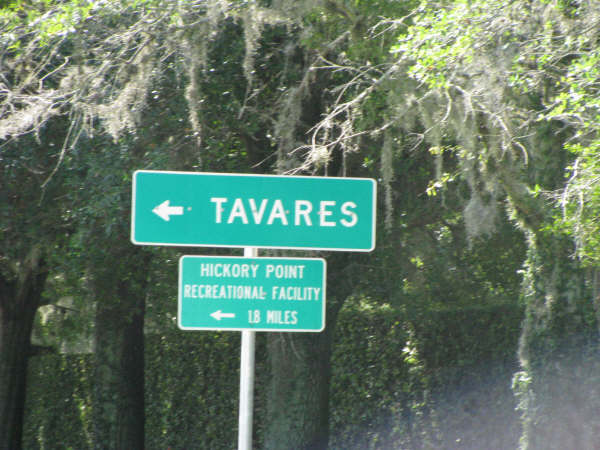 TAVARES
HICKORY POINT
RECREATIONAL FACILITY
1.8 MILES